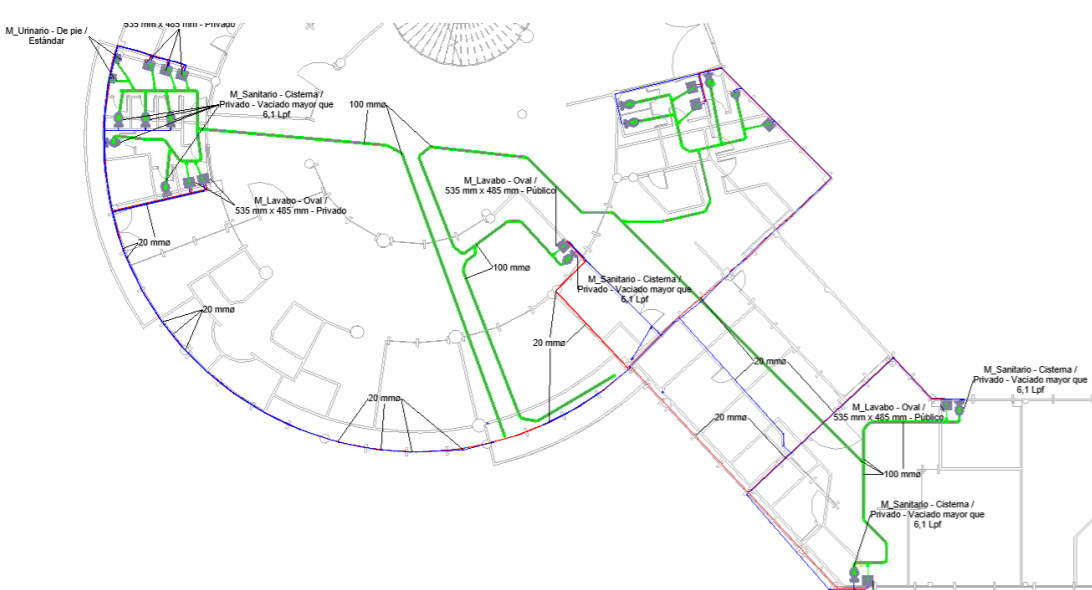 M_Urinario - De pie /
Estándar
535 mm x 485 mm - Privado
M_Sanitario - Cisterna /
Privado - Vaciado mayor que
6,1 Lpf
100 mmø
M_Lavabo - Oval /
535 mm x 485 mm - Público
M_Lavabo - Oval /
535 mm x 485 mm - Privado
20 mmø
100 mmø
M_Sanitario - Cisterna /
Privado - Vaciado mayor que
6,1 Lpf
20 mmø
20 mmø
20 mmø
M_Sanitario - Cisterna /
Privado - Vaciado mayor que
6,1 Lpf
20 mmø
M_Lavabo - Oval /
535 mm x 485 mm - Público
20 mmø
100 mmø
M_Sanitario - Cisterna /
Privado - Vaciado mayor que
6,1 Lpf